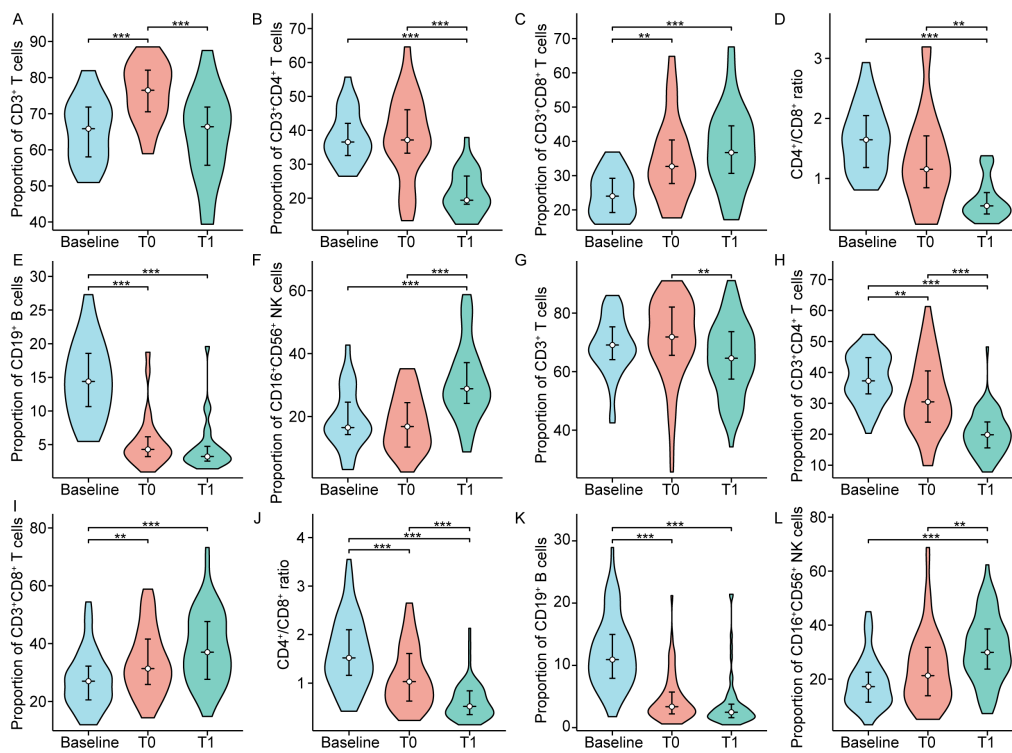 A
Proportion of CD3⁺ T cells
90
80
70
60
50
40
***
***
Baseline T0 T1
B
Proportion of CD3⁺CD4⁺ T cells
70
60
50
40
30
20
***
***
Baseline T0 T1
C
Proportion of CD3⁺CD8⁺ T cells
70
60
50
40
30
20
***
**
Baseline T0 T1
D
CD4⁺/CD8⁺ ratio
3
2
1
**
***
Baseline T0 T1
E
Proportion of CD19⁺ B cells
30
25
20
15
10
5
***
***
Baseline T0 T1
F
Proportion of CD16⁺CD56⁺ NK cells
60
40
20
***
***
Baseline T0 T1
G
Proportion of CD3⁺ T cells
80
60
40
**
Baseline T0 T1
H
Proportion of CD3⁺CD4⁺ T cells
70
60
50
40
30
20
10
***
***
**
Baseline T0 T1
I
Proportion of CD3⁺CD8⁺ T cells
80
60
40
20
***
**
Baseline T0 T1
J
CD4⁺/CD8⁺ ratio
4
3
2
1
***
***
***
Baseline T0 T1
K
Proportion of CD19⁺ B cells
30
20
10
0
***
***
Baseline T0 T1
L
Proportion of CD16⁺CD56⁺ NK cells
80
60
40
20
**
***
Baseline T0 T1